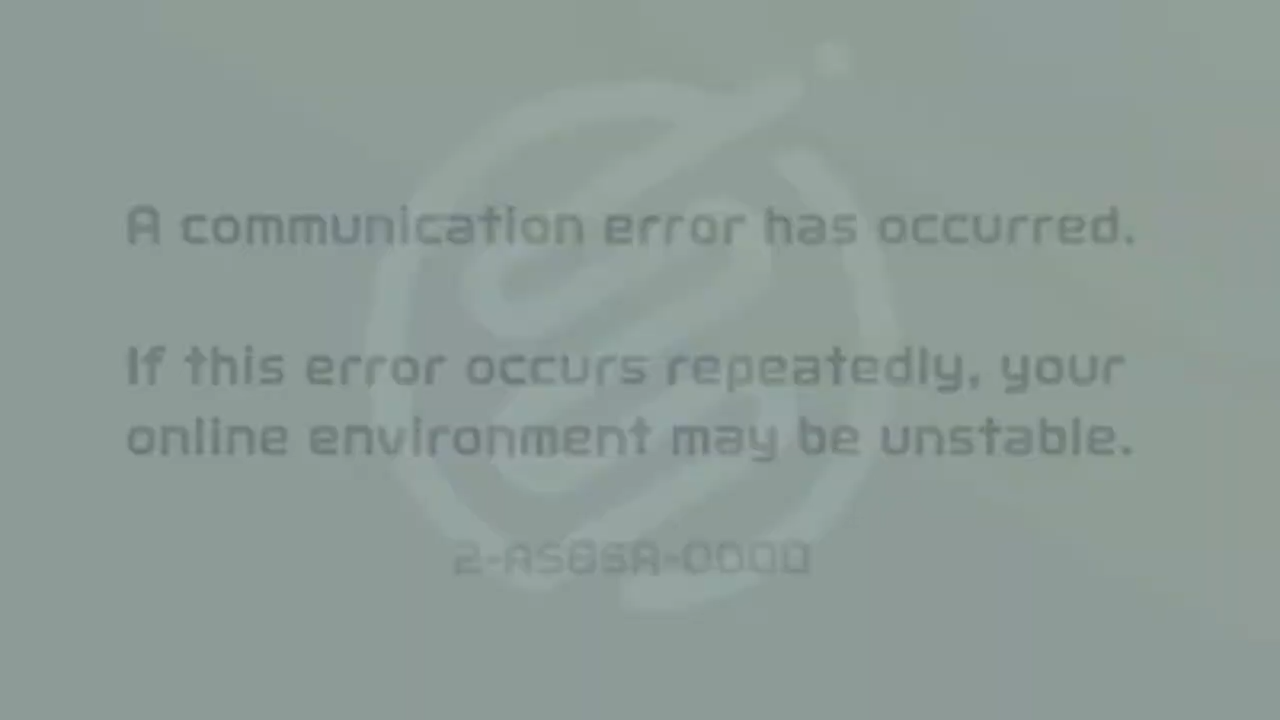 A communication error has occurred.
If this error occurs repeatedly, your
online environment may be unstable.